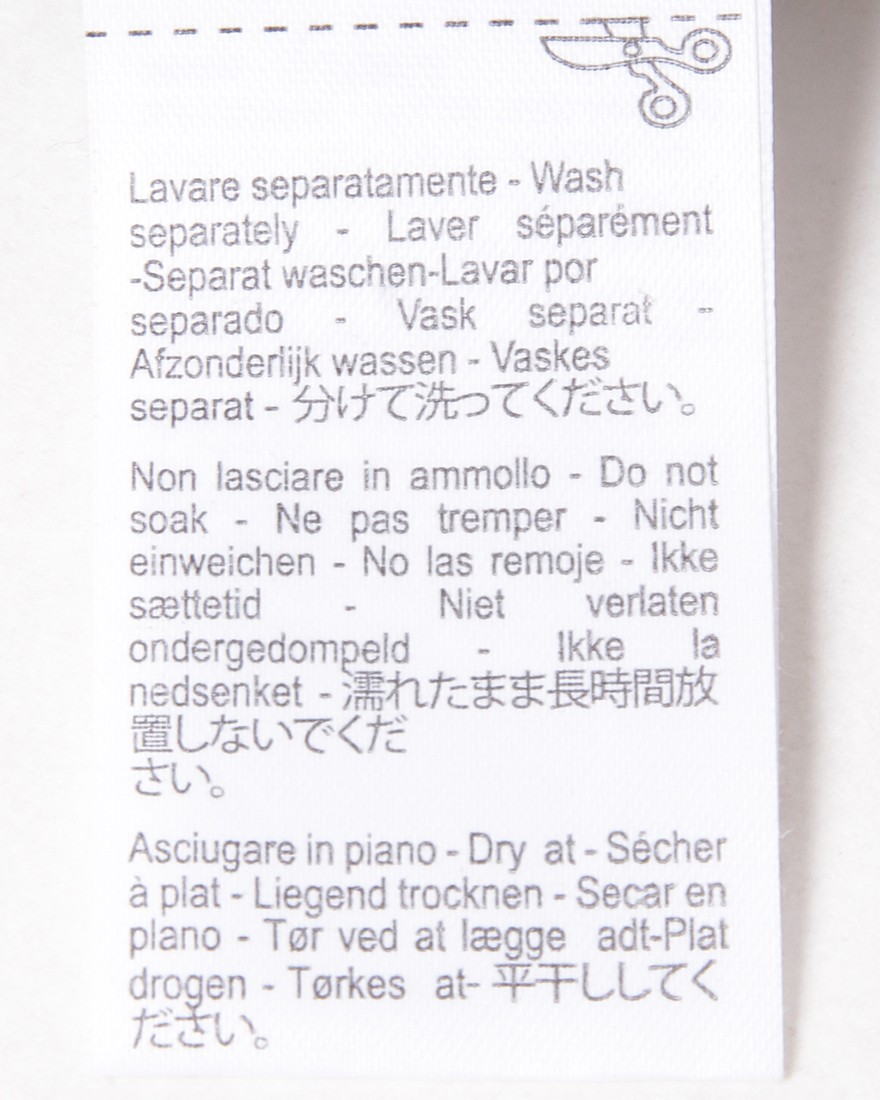 Lavare separatamente - Wash
separately - Laver séparément
-Separat waschen-Lavar por
separado - Vask separat -
Afzonderlijk wassen - Vaskes
separat - 分けて洗ってください。
Non lasciare in ammollo - Do not
soak - Ne pas tremper - Nicht
einweichen - No las remoje - Ikke
sættetid - Niet verlaten
ondergedompeld - Ikke la
nedsenket - 濡れたまま長時間放
置しないでくだ
さい。
Asciugare in piano - Dry at - Sécher
à plat - Liegend trocknen - Secar en
plano - Tør ved at lægge adt-Plat
drogen - Tørkes at- 平干ししてく
ださい。